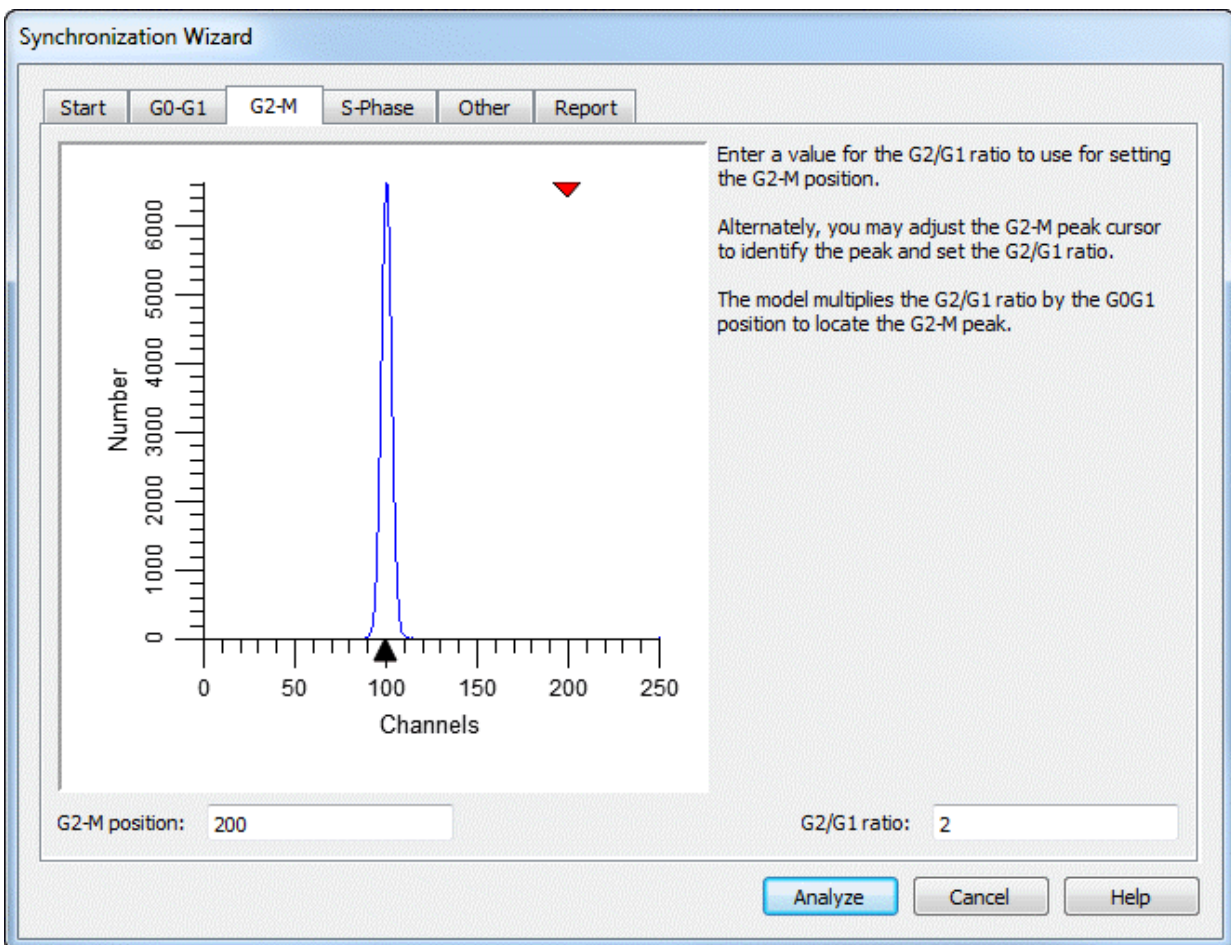 Synchronization Wizard
Start G0-G1 G2-M S-Phase Other Report
Enter a value for the G2/G1 ratio to use for setting
the G2-M position.
Alternately, you may adjust the G2-M peak cursor
to identify the peak and set the G2/G1 ratio.
The model multiplies the G2/G1 ratio by the G0G1
position to locate the G2-M peak.
Number
6000
5000
4000
3000
2000
1000
0
0 50 100 150 200 250
Channels
G2-M position: 200
G2/G1 ratio: 2
Analyze Cancel Help